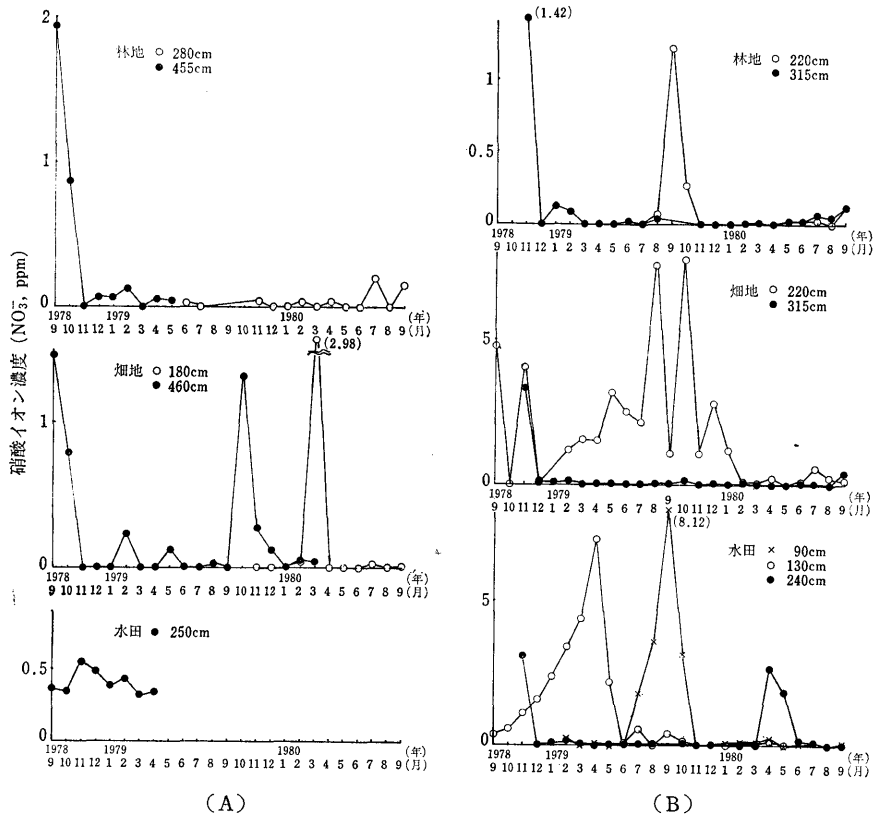 硝酸イオン濃度 (NO₃⁻, ppm)
2
林地 ○ 280cm
● 455cm
1
0
1978 1979 1980 (年)
9 10 11 12 1 2 3 4 5 6 7 8 9 10 11 12 1 2 3 4 5 6 7 8 9 (月)
(2.98)
畑地 ○ 180cm
● 460cm
1
0
1978 1979 1980 (年)
9 10 11 12 1 2 3 4 5 6 7 8 9 10 11 12 1 2 3 4 5 6 7 8 9 (月)
水田 ● 250cm
0.5
0
1978 1979 1980 (年)
9 10 11 12 1 2 3 4 5 6 7 8 9 10 11 12 1 2 3 4 5 6 7 8 9 (月)
(A)
(1.42)
林地 ○ 220cm
● 315cm
1
0.5
0
1978 1979 1980 (年)
9 10 11 12 1 2 3 4 5 6 7 8 9 10 11 12 1 2 3 4 5 6 7 8 9 (月)
畑地 ○ 220cm
● 315cm
5
0
1978 1979 1980 (年)
9 10 11 12 1 2 3 4 5 6 7 8 9 10 11 12 1 2 3 4 5 6 7 8 9 (月)
(8.12)
水田 × 90cm
○ 130cm
● 240cm
5
0
1978 1979 1980 (年)
9 10 11 12 1 2 3 4 5 6 7 8 9 10 11 12 1 2 3 4 5 6 7 8 9 (月)
(B)